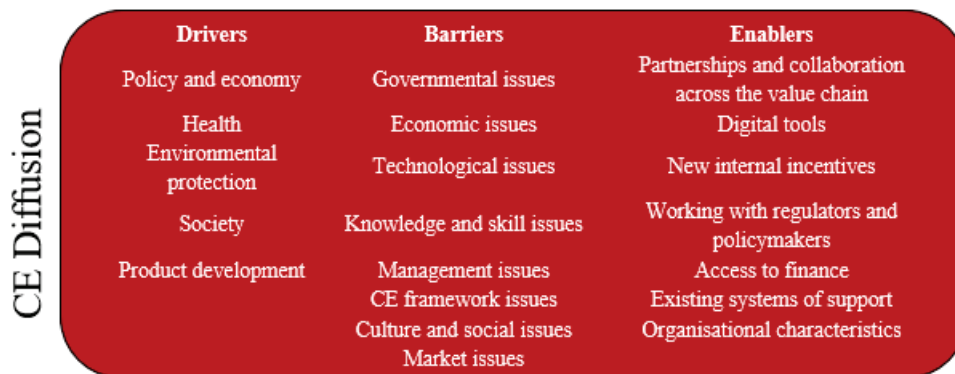 CE Diffusion
Drivers
Barriers
Enablers
Policy and economy
Governmental issues
Partnerships and collaboration
across the value chain
Health
Economic issues
Digital tools
Environmental
protection
Technological issues
New internal incentives
Society
Knowledge and skill issues
Working with regulators and
policymakers
Product development
Management issues
Access to finance
CE framework issues
Existing systems of support
Culture and social issues
Organisational characteristics
Market issues